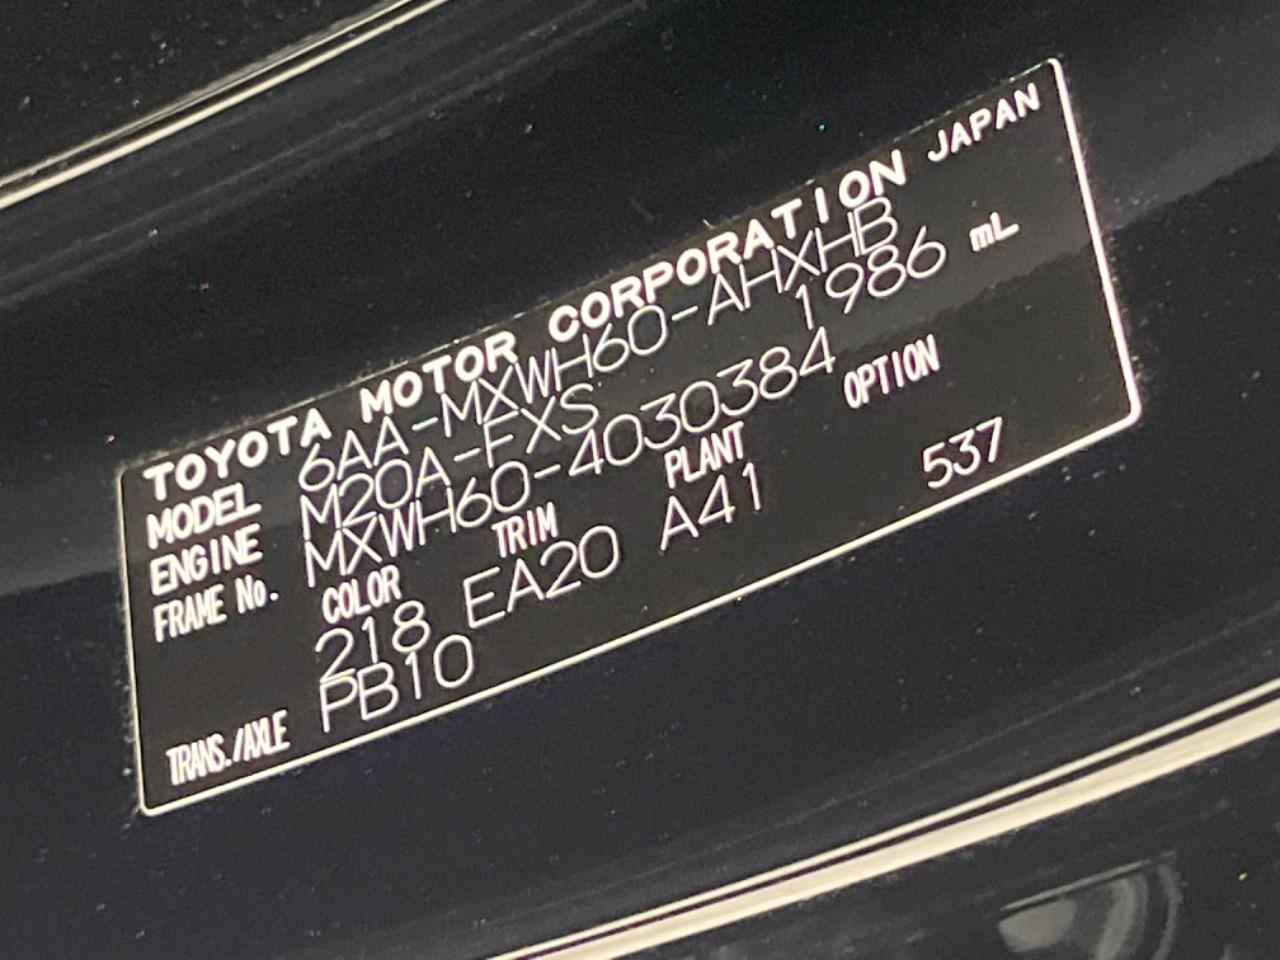 TOYOTA MOTOR CORPORATION JAPAN
MODEL 6AA-MXWH60-AHXHB
ENGINE M20A-FXS 1986 mL
FRAME No. MXWH60-4030384
COLOR TRIM PLANT OPTION
218 EA20 A41 537
TRANS./AXLE PB10